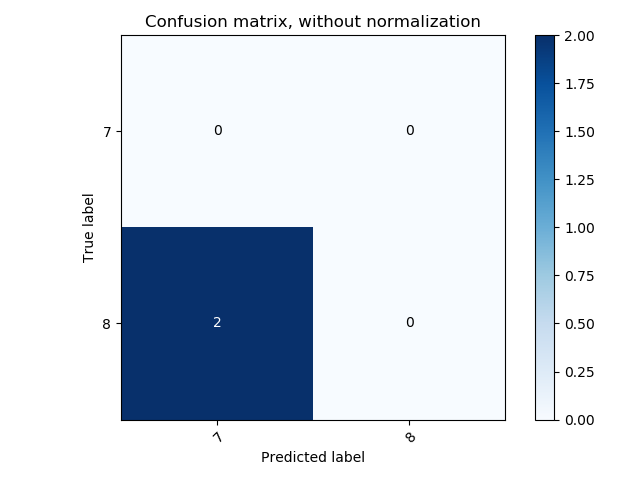 Confusion matrix, without normalization
2.00
1.75
7 0 0
1.50
1.25
True label
1.00
0.75
8 2 0
0.50
0.25
0.00
7 8
Predicted label